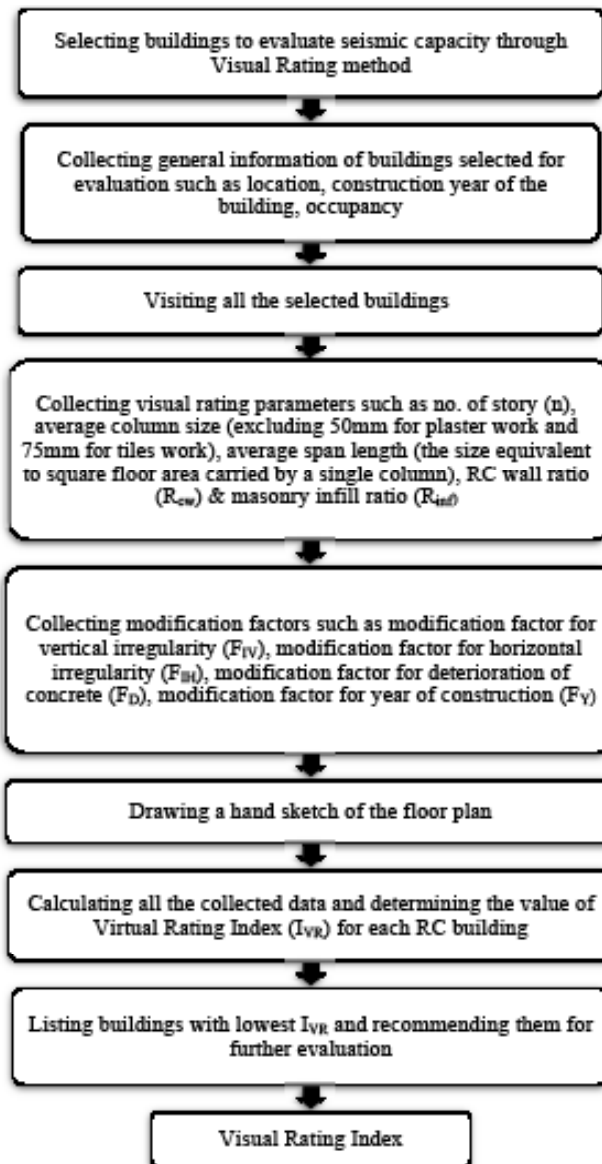 Selecting buildings to evaluate seismic capacity through
Visual Rating method
Collecting general information of buildings selected for
evaluation such as location, construction year of the
building, occupancy
Visiting all the selected buildings
Collecting visual rating parameters such as no. of story (n),
average column size (excluding 50mm for plaster work and
75mm for tiles work), average span length (the size equivalent
to square floor area carried by a single column), RC wall ratio
(Rcw) & masonry infill ratio (Rinf)
Collecting modification factors such as modification factor for
vertical irregularity (FIV), modification factor for horizontal
irregularity (FIH), modification factor for deterioration of
concrete (FD), modification factor for year of construction (FY)
Drawing a hand sketch of the floor plan
Calculating all the collected data and determining the value of
Virtual Rating Index (IVR) for each RC building
Listing buildings with lowest IVR and recommending them for
further evaluation
Visual Rating Index